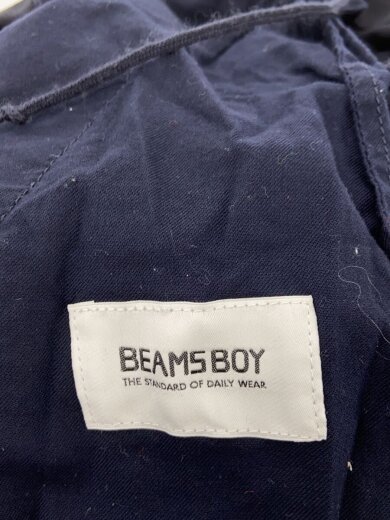 BEAMS BOY
THE STANDARD OF DAILY WEAR